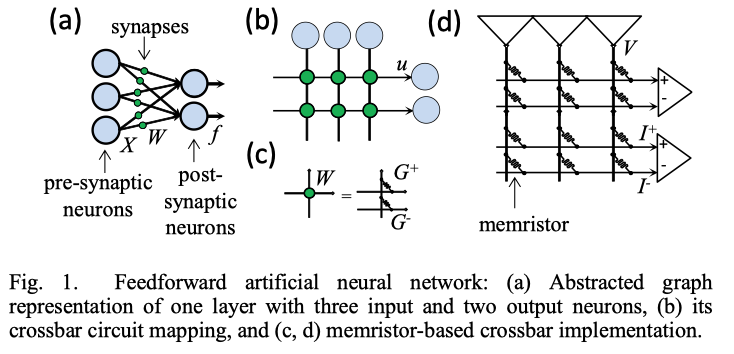 (a)
synapses
X
W
f
pre-synaptic
neurons
post-
synaptic
neurons
(b)
u
(c)
W
=
G+
G-
(d)
V
+
-
I+
+
-
I-
memristor
Fig. 1. Feedforward artificial neural network: (a) Abstracted graph
representation of one layer with three input and two output neurons, (b) its
crossbar circuit mapping, and (c, d) memristor-based crossbar implementation.